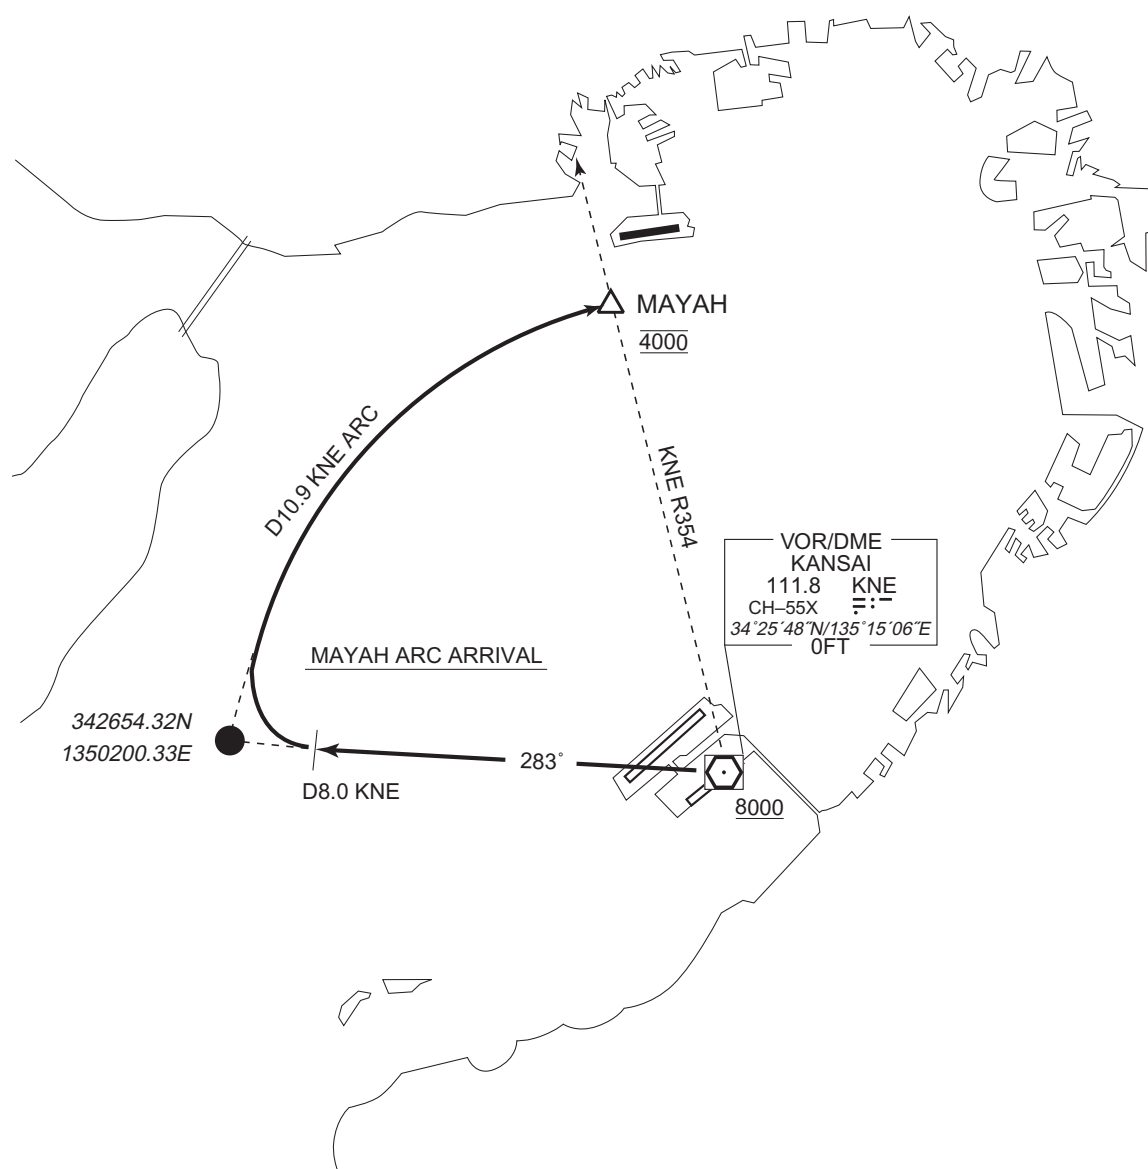 MAYAH
4000
D10.9 KNE ARC
KNE R354
VOR/DME
KANSAI
111.8 KNE
CH–55X
34°25´48˝N/135°15´06˝E
0FT
MAYAH ARC ARRIVAL
342654.32N
1350200.33E
283°
D8.0 KNE
8000